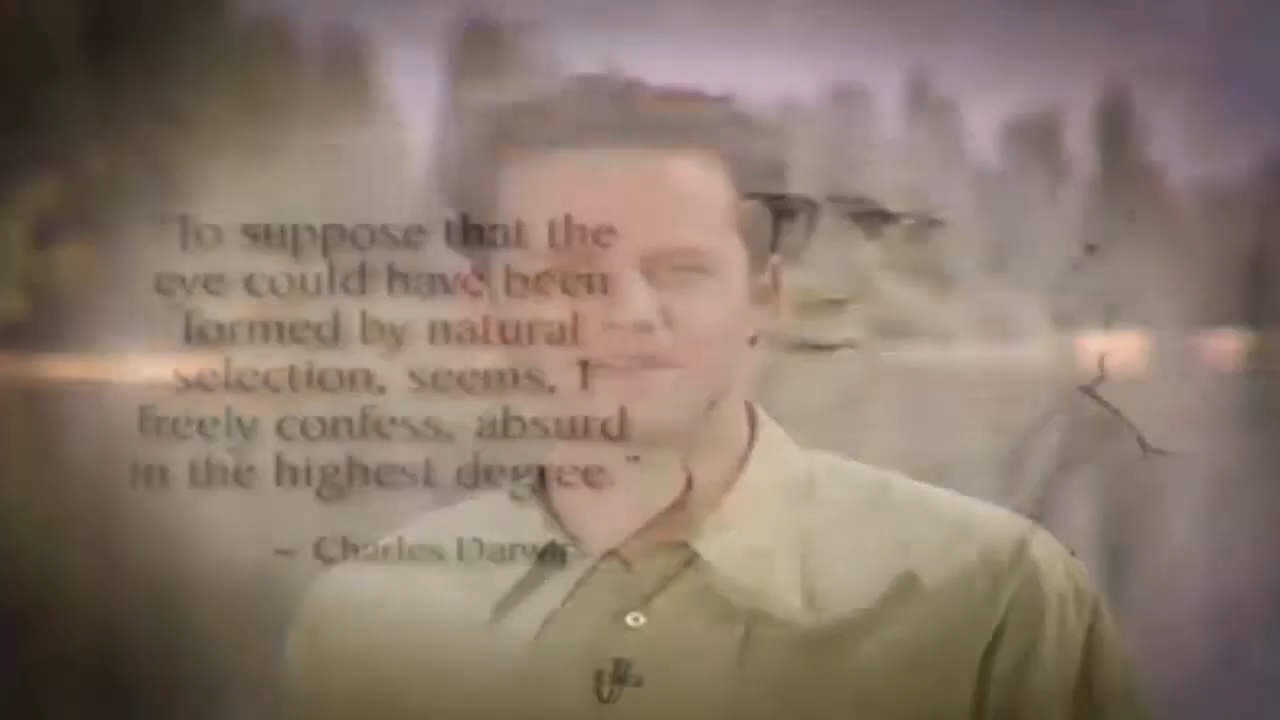 "To suppose that the
eye could have been
formed by natural
selection, seems, I
freely confess, absurd
in the highest degree."
~ Charles Darwin